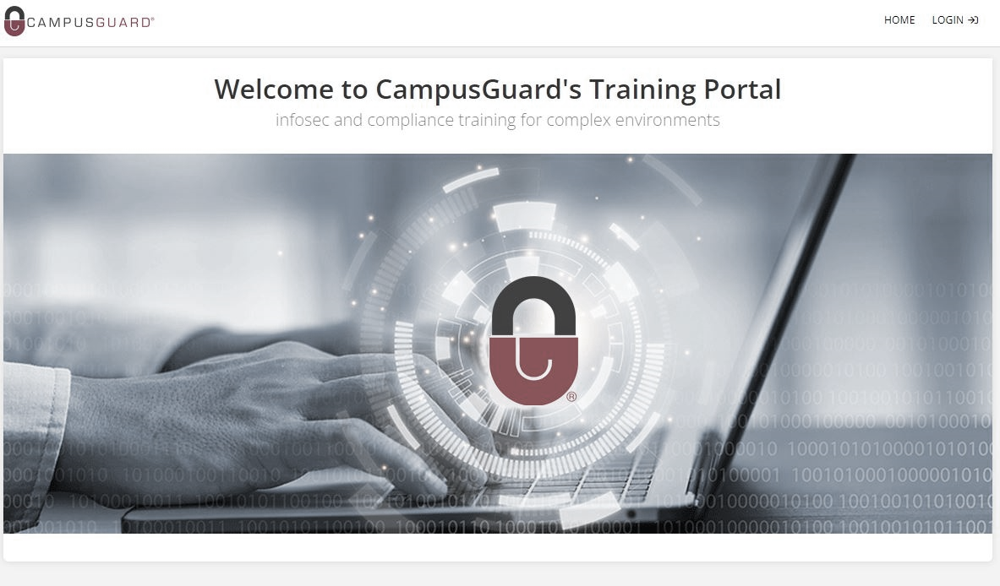 CAMPUSGUARD®
HOME LOGIN
Welcome to CampusGuard's Training Portal
infosec and compliance training for complex environments
®